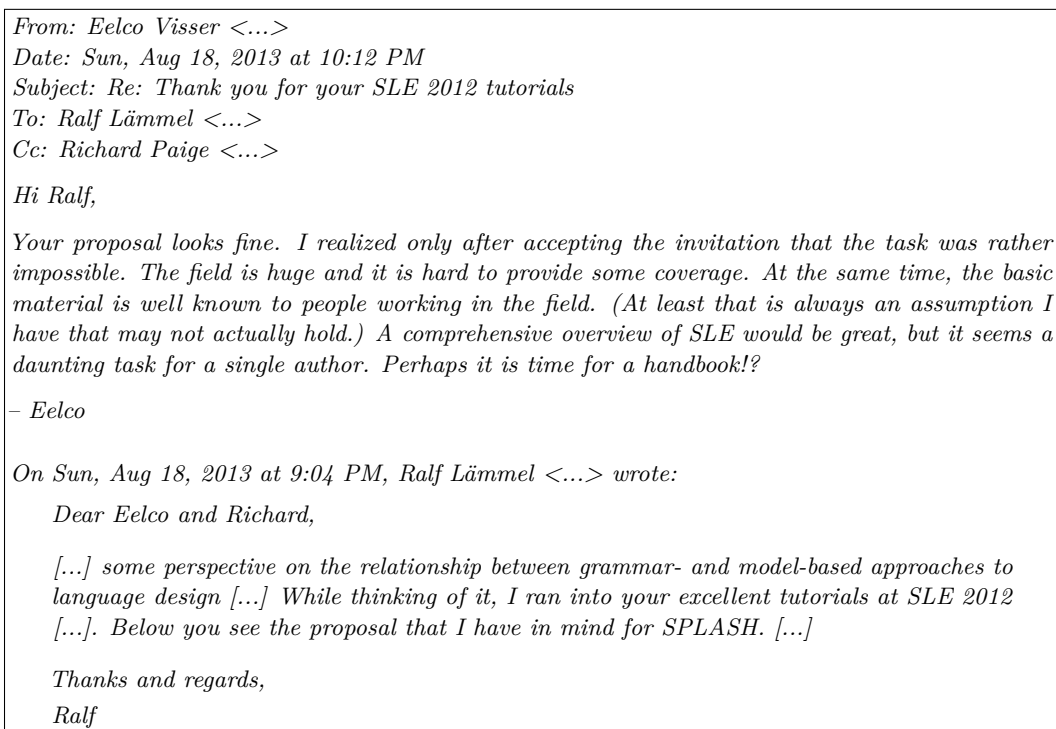 From: Eelco Visser <...>
Date: Sun, Aug 18, 2013 at 10:12 PM
Subject: Re: Thank you for your SLE 2012 tutorials
To: Ralf Lämmel <...>
Cc: Richard Paige <...>
Hi Ralf,
Your proposal looks fine. I realized only after accepting the invitation that the task was rather
impossible. The field is huge and it is hard to provide some coverage. At the same time, the basic
material is well known to people working in the field. (At least that is always an assumption I
have that may not actually hold.) A comprehensive overview of SLE would be great, but it seems a
daunting task for a single author. Perhaps it is time for a handbook!?
– Eelco
On Sun, Aug 18, 2013 at 9:04 PM, Ralf Lämmel <...> wrote:
Dear Eelco and Richard,
[...] some perspective on the relationship between grammar- and model-based approaches to
language design [...] While thinking of it, I ran into your excellent tutorials at SLE 2012
[...]. Below you see the proposal that I have in mind for SPLASH. [...]
Thanks and regards,
Ralf